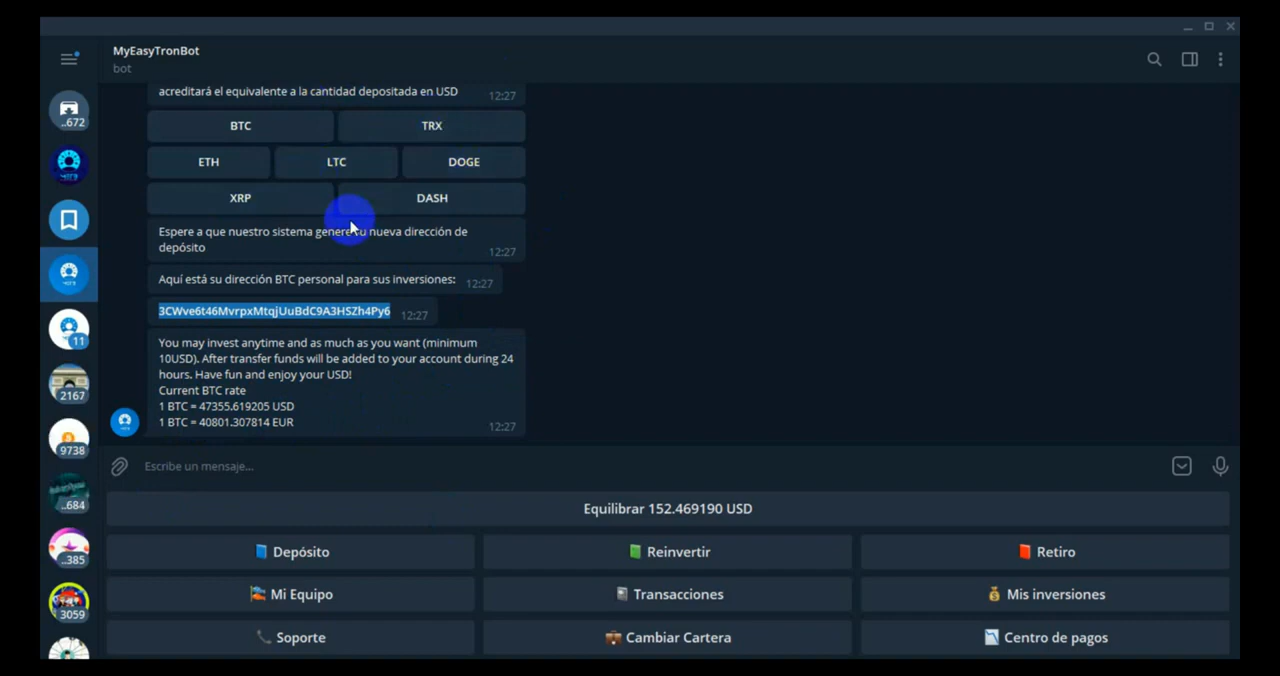 MyEasyTronBot
bot
acreditará el equivalente a la cantidad depositada en USD 12:27
BTC TRX
ETH LTC DOGE
XRP DASH
Espere a que nuestro sistema genere su nueva dirección de
depósito 12:27
Aquí está su dirección BTC personal para sus inversiones: 12:27
3CWve6t46MvrpxMtqjUuBdC9A3HSZh4Py6 12:27
You may invest anytime and as much as you want (minimum
10USD). After transfer funds will be added to your account during 24
hours. Have fun and enjoy your USD!
Current BTC rate
1 BTC = 47355.619205 USD
1 BTC = 40801.307814 EUR 12:27
..672
11
2167
9738
..684
..385
3059
Escribe un mensaje...
Equilibrar 152.469190 USD
Depósito Reinvertir Retiro
Mi Equipo Transacciones Mis inversiones
Soporte Cambiar Cartera Centro de pagos